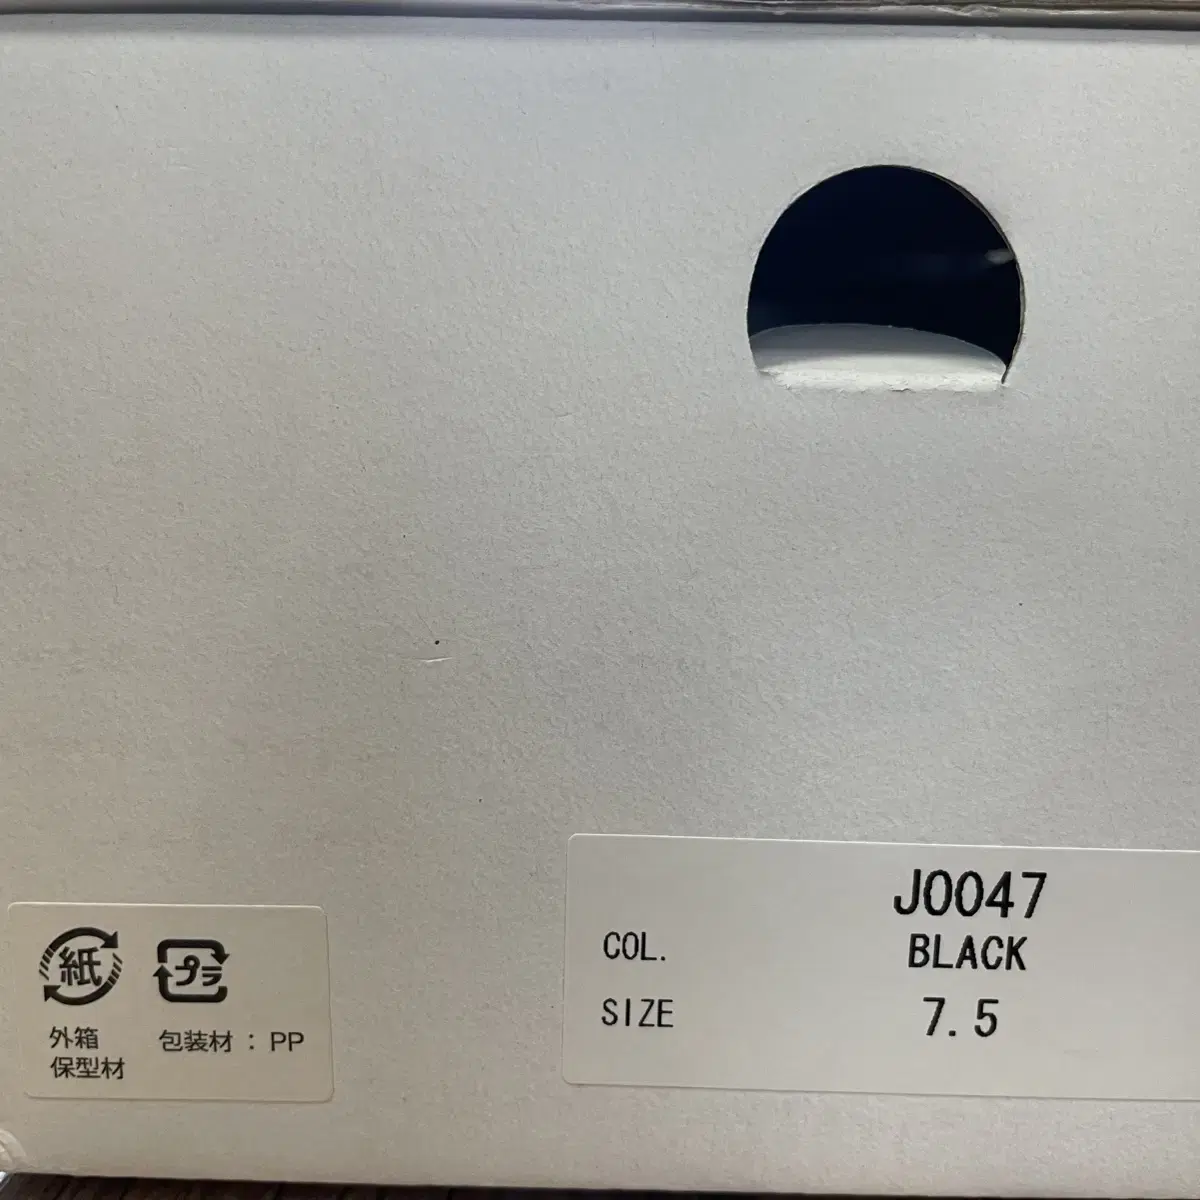 紙
プラ
外箱
保型材
包装材：PP
J0047
COL. BLACK
SIZE 7.5